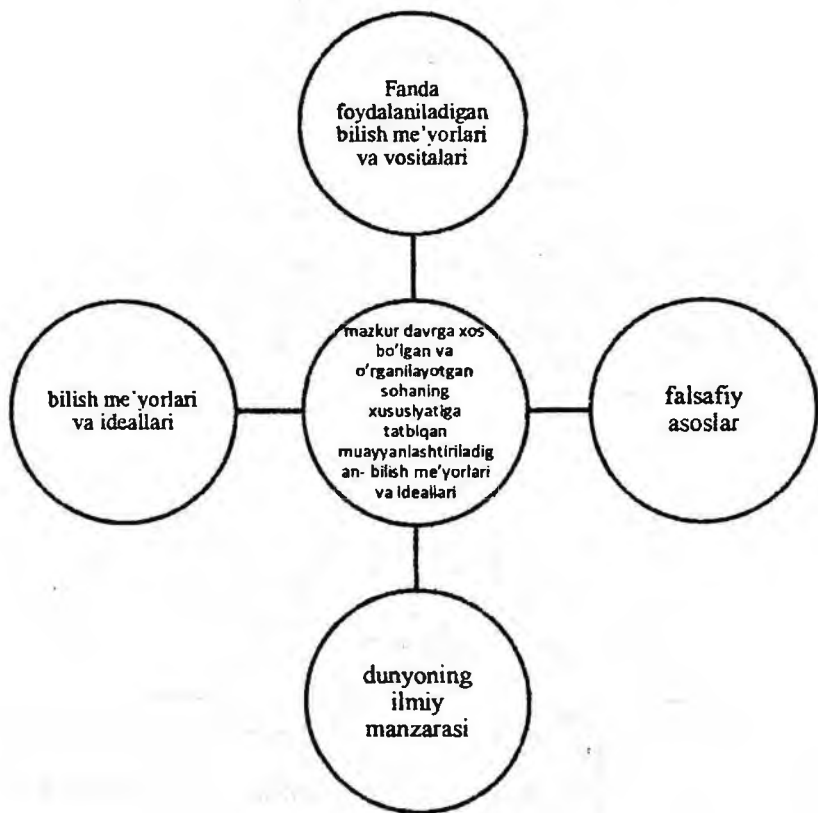 Fanda
foydalaniladigan
bilish me'yorlari
va vositalari
bilish me'yorlari
va ideallari
mazkur davrga xos
bo'lgan va
o'rganilayotgan
sohaning
xususiyatiga
tatbiqan
muayyanlashtiriladig
an- bilish me'yorlari
va ideallari
falsafiy
asoslar
dunyoning
ilmiy
manzarasi